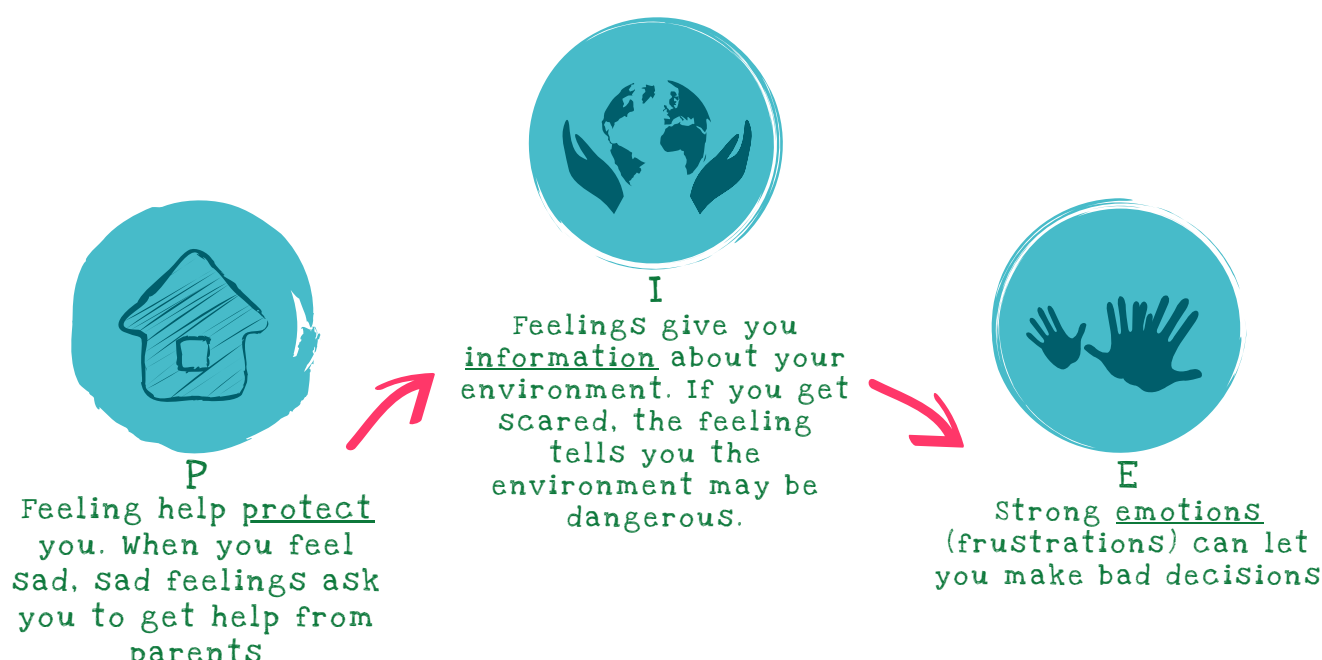 P
Feeling help protect
you. When you feel
sad, sad feelings ask
you to get help from
parents
I
Feelings give you
information about your
environment. If you get
scared, the feeling
tells you the
environment may be
dangerous.
E
Strong emotions
(frustrations) can let
you make bad decisions